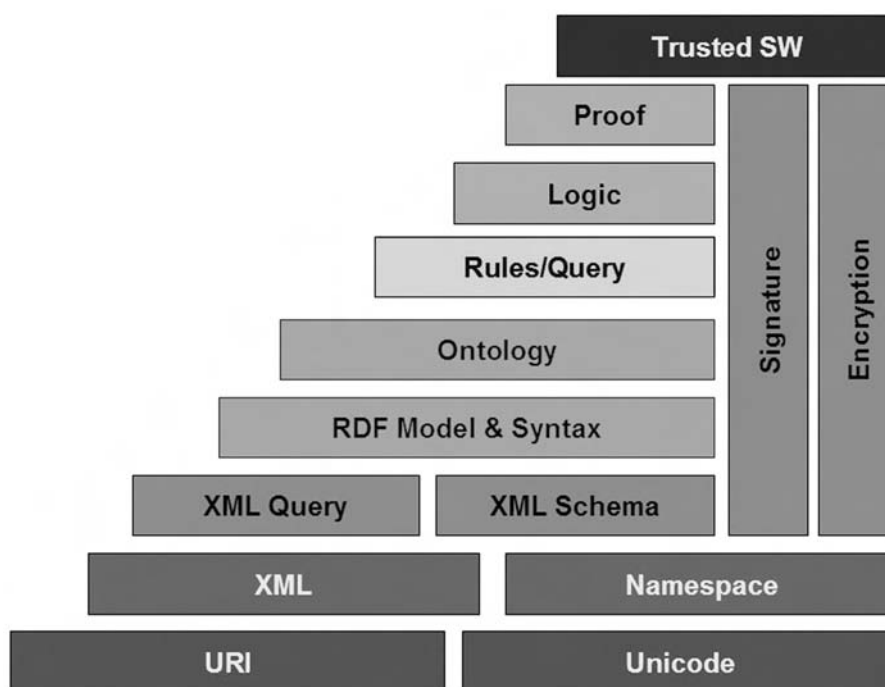 Trusted SW
Proof
Logic
Rules/Query
Ontology
RDF Model & Syntax
XML Query
XML Schema
Signature
Encryption
XML
Namespace
URI
Unicode